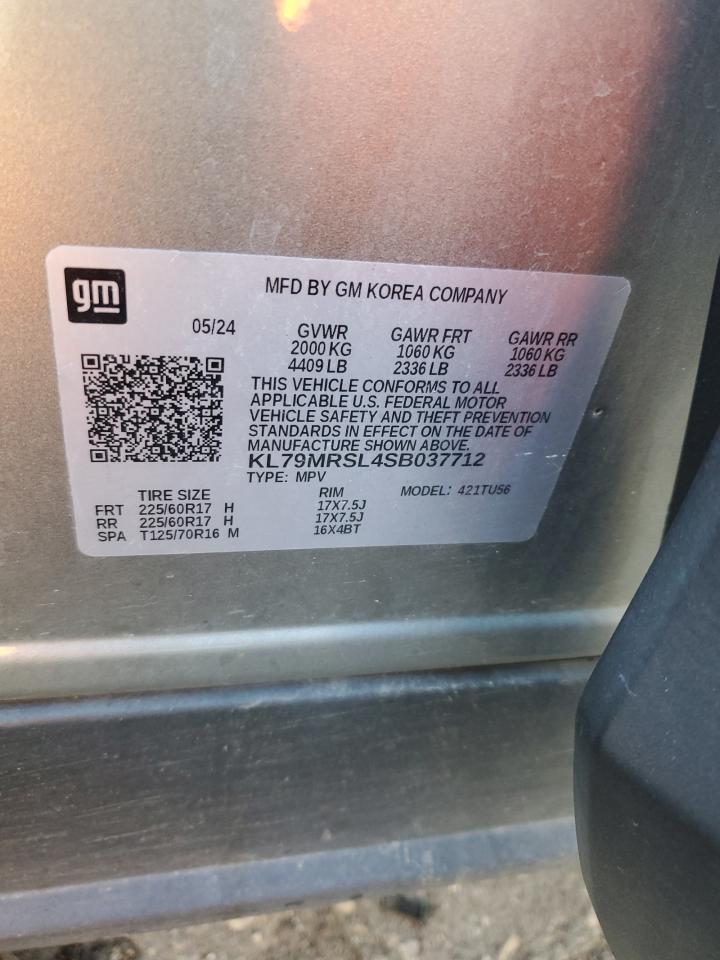 gm
MFD BY GM KOREA COMPANY
05/24 GVWR GAWR FRT GAWR RR
2000 KG 1060 KG 1060 KG
4409 LB 2336 LB 2336 LB
THIS VEHICLE CONFORMS TO ALL
APPLICABLE U.S. FEDERAL MOTOR
VEHICLE SAFETY AND THEFT PREVENTION
STANDARDS IN EFFECT ON THE DATE OF
MANUFACTURE SHOWN ABOVE.
KL79MRSL4SB037712
TYPE: MPV
TIRE SIZE RIM MODEL: 421TU56
FRT 225/60R17 H 17X7.5J
RR 225/60R17 H 17X7.5J
SPA T125/70R16 M 16X4BT